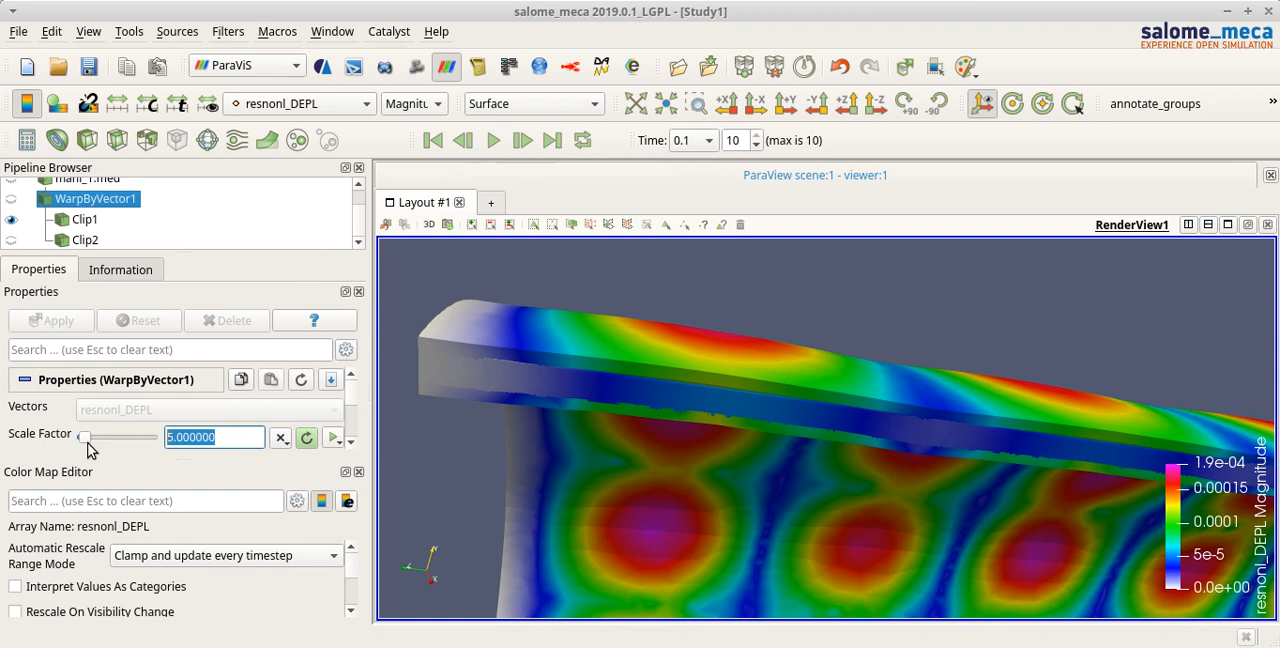 salome_meca 2019.0.1_LGPL - [Study1]
File Edit View Tools Sources Filters Macros Window Catalyst Help
salome_meca
EXPERIENCE OPEN SIMULATION
ParaViS
resnonl_DEPL
Magnitu
Surface
+X
-X
+Y
-Y
+Z
-Z
+90
-90
annotate_groups
»
Time: 0.1 10 (max is 10)
Pipeline Browser
ParaView scene:1 - viewer:1
WarpByVector1
Layout #1
+
Clip1
3D
RenderView1
Clip2
Properties Information
Properties
Apply Reset Delete ?
Search ... (use Esc to clear text)
Properties (WarpByVector1)
Vectors resnonl_DEPL
Scale Factor 5.000000
Color Map Editor
Search ... (use Esc to clear text)
Array Name: resnonl_DEPL
Automatic Rescale
Range Mode
Clamp and update every timestep
Interpret Values As Categories
Rescale On Visibility Change
1.9e-04
0.00015
0.0001
5e-5
0.0e+00
resnonl_DEPL Magnitude